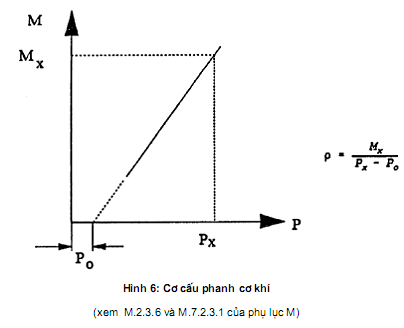 M
Mx
ρ = Mx / Px - Po
Px
P
Po
Hình 6: Cơ cấu phanh cơ khí
(xem M.2.3.6 và M.7.2.3.1 của phụ lục M)